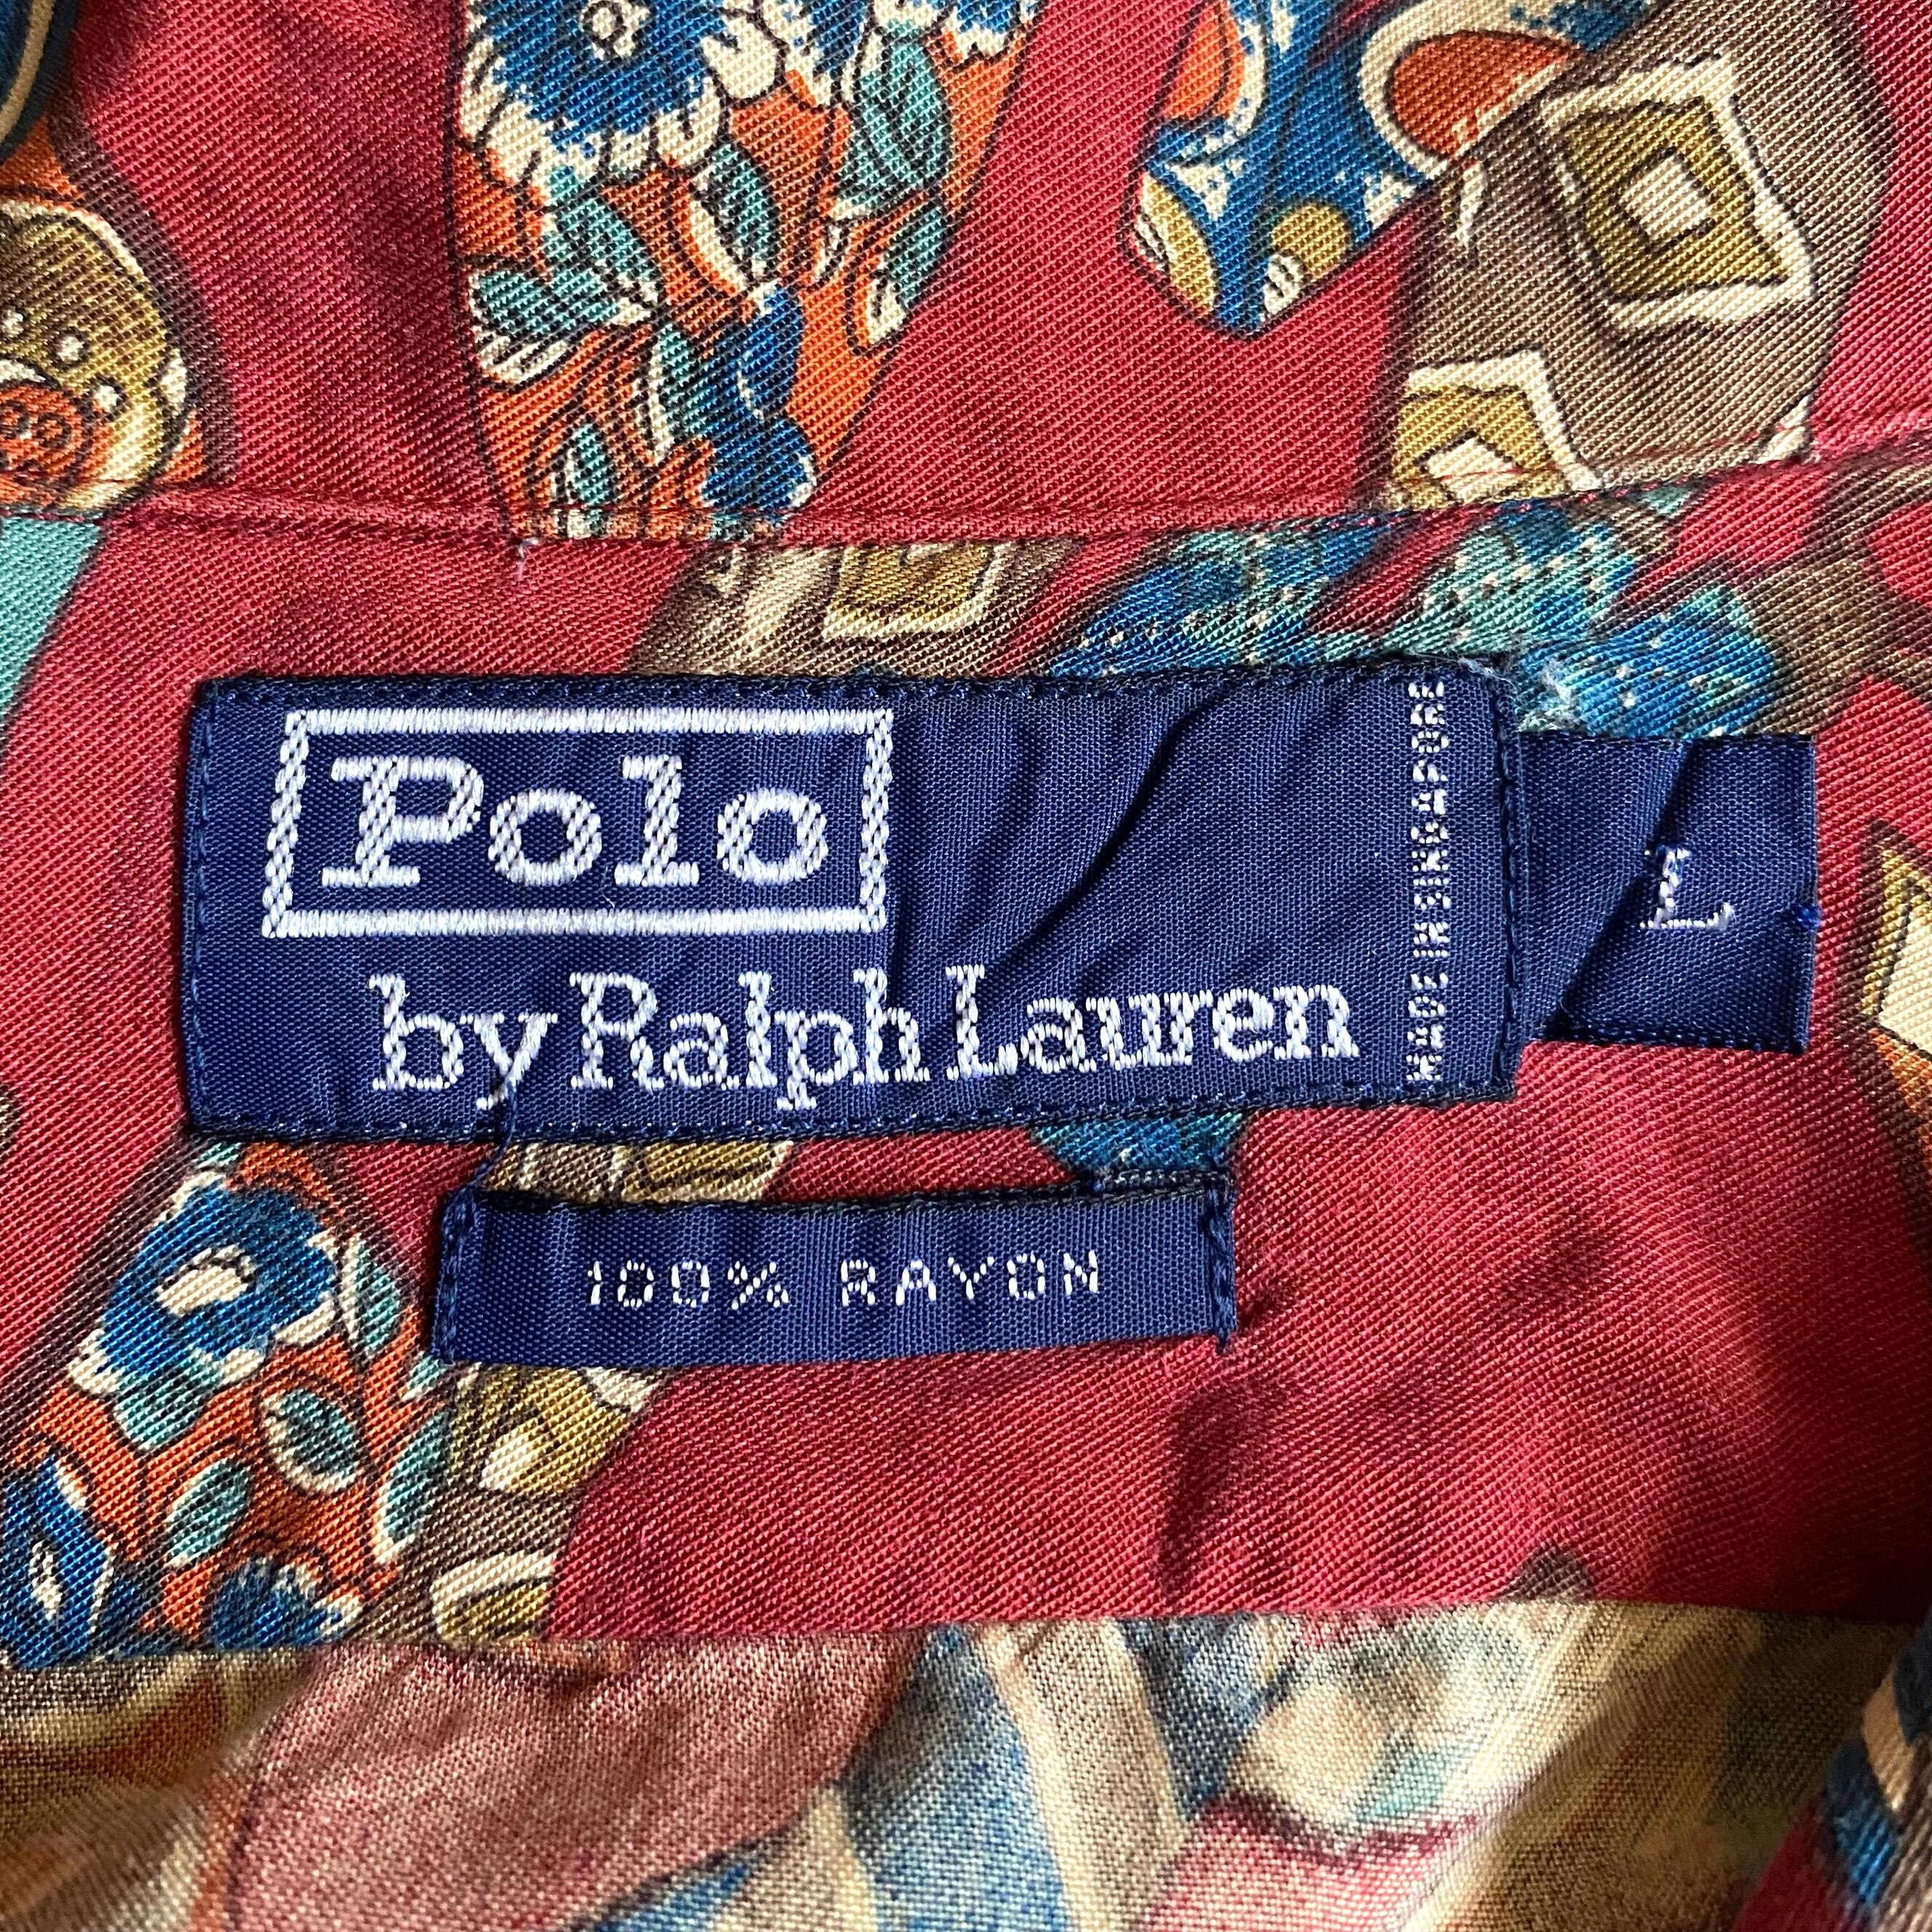 Polo
by Ralph Lauren
MADE IN SINGAPORE
L
100% RAYON